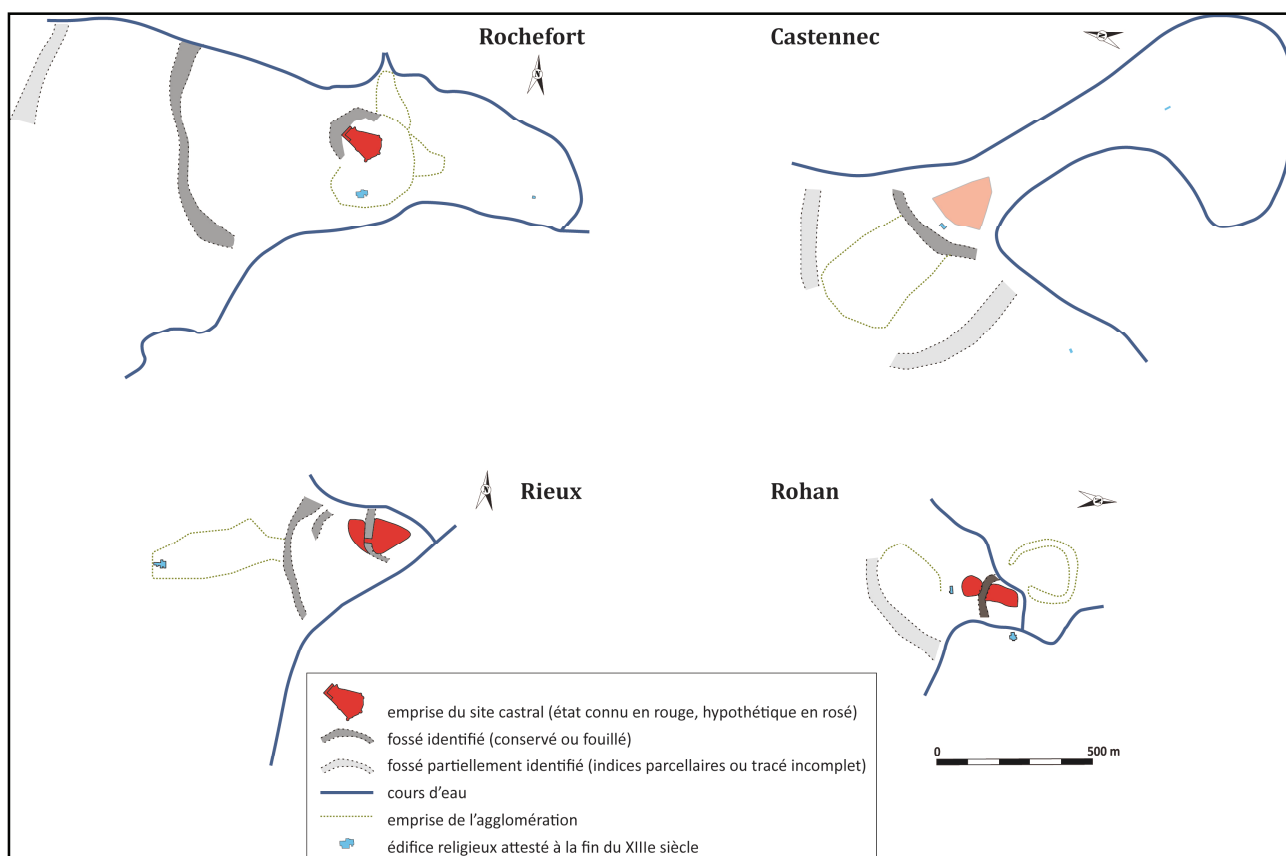 Rochefort
Castennec
N
N
Rieux
Rohan
N
N
emprise du site castral (état connu en rouge, hypothétique en rosé)
fossé identifié (conservé ou fouillé)
fossé partiellement identifié (indices parcellaires ou tracé incomplet)
cours d'eau
emprise de l'agglomération
édifice religieux attesté à la fin du XIIIe siècle
0 500 m